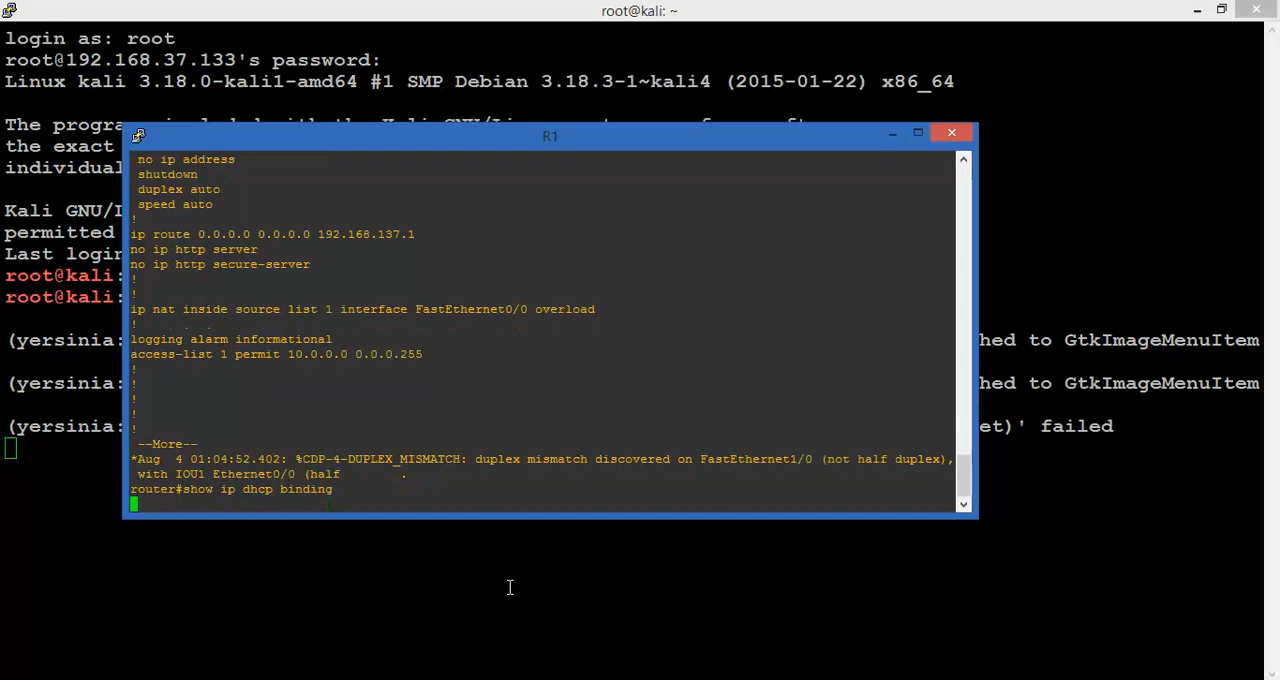 root@kali: ~
login as: root
root@192.168.37.133's password:
Linux kali 3.18.0-kali1-amd64 #1 SMP Debian 3.18.3-1~kali4 (2015-01-22) x86_64
The
the exact
individual
Kali
permitted
Last login
root@kali:
root@kali:
(yersinia: hed to GtkImageMenuItem
(yersinia: hed to GtkImageMenuItem
(yersinia: et)' failed
R1
no ip address
shutdown
duplex auto
speed auto
!
ip route 0.0.0.0 0.0.0.0 192.168.137.1
no ip http server
no ip http secure-server
!
!
ip nat inside source list 1 interface FastEthernet0/0 overload
!
logging alarm informational
access-list 1 permit 10.0.0.0 0.0.0.255
!
!
!
!
!
--More--
*Aug  4 01:04:52.402: %CDP-4-DUPLEX_MISMATCH: duplex mismatch discovered on FastEthernet1/0 (not half duplex),
with IOU1 Ethernet0/0 (half .
router#show ip dhcp binding